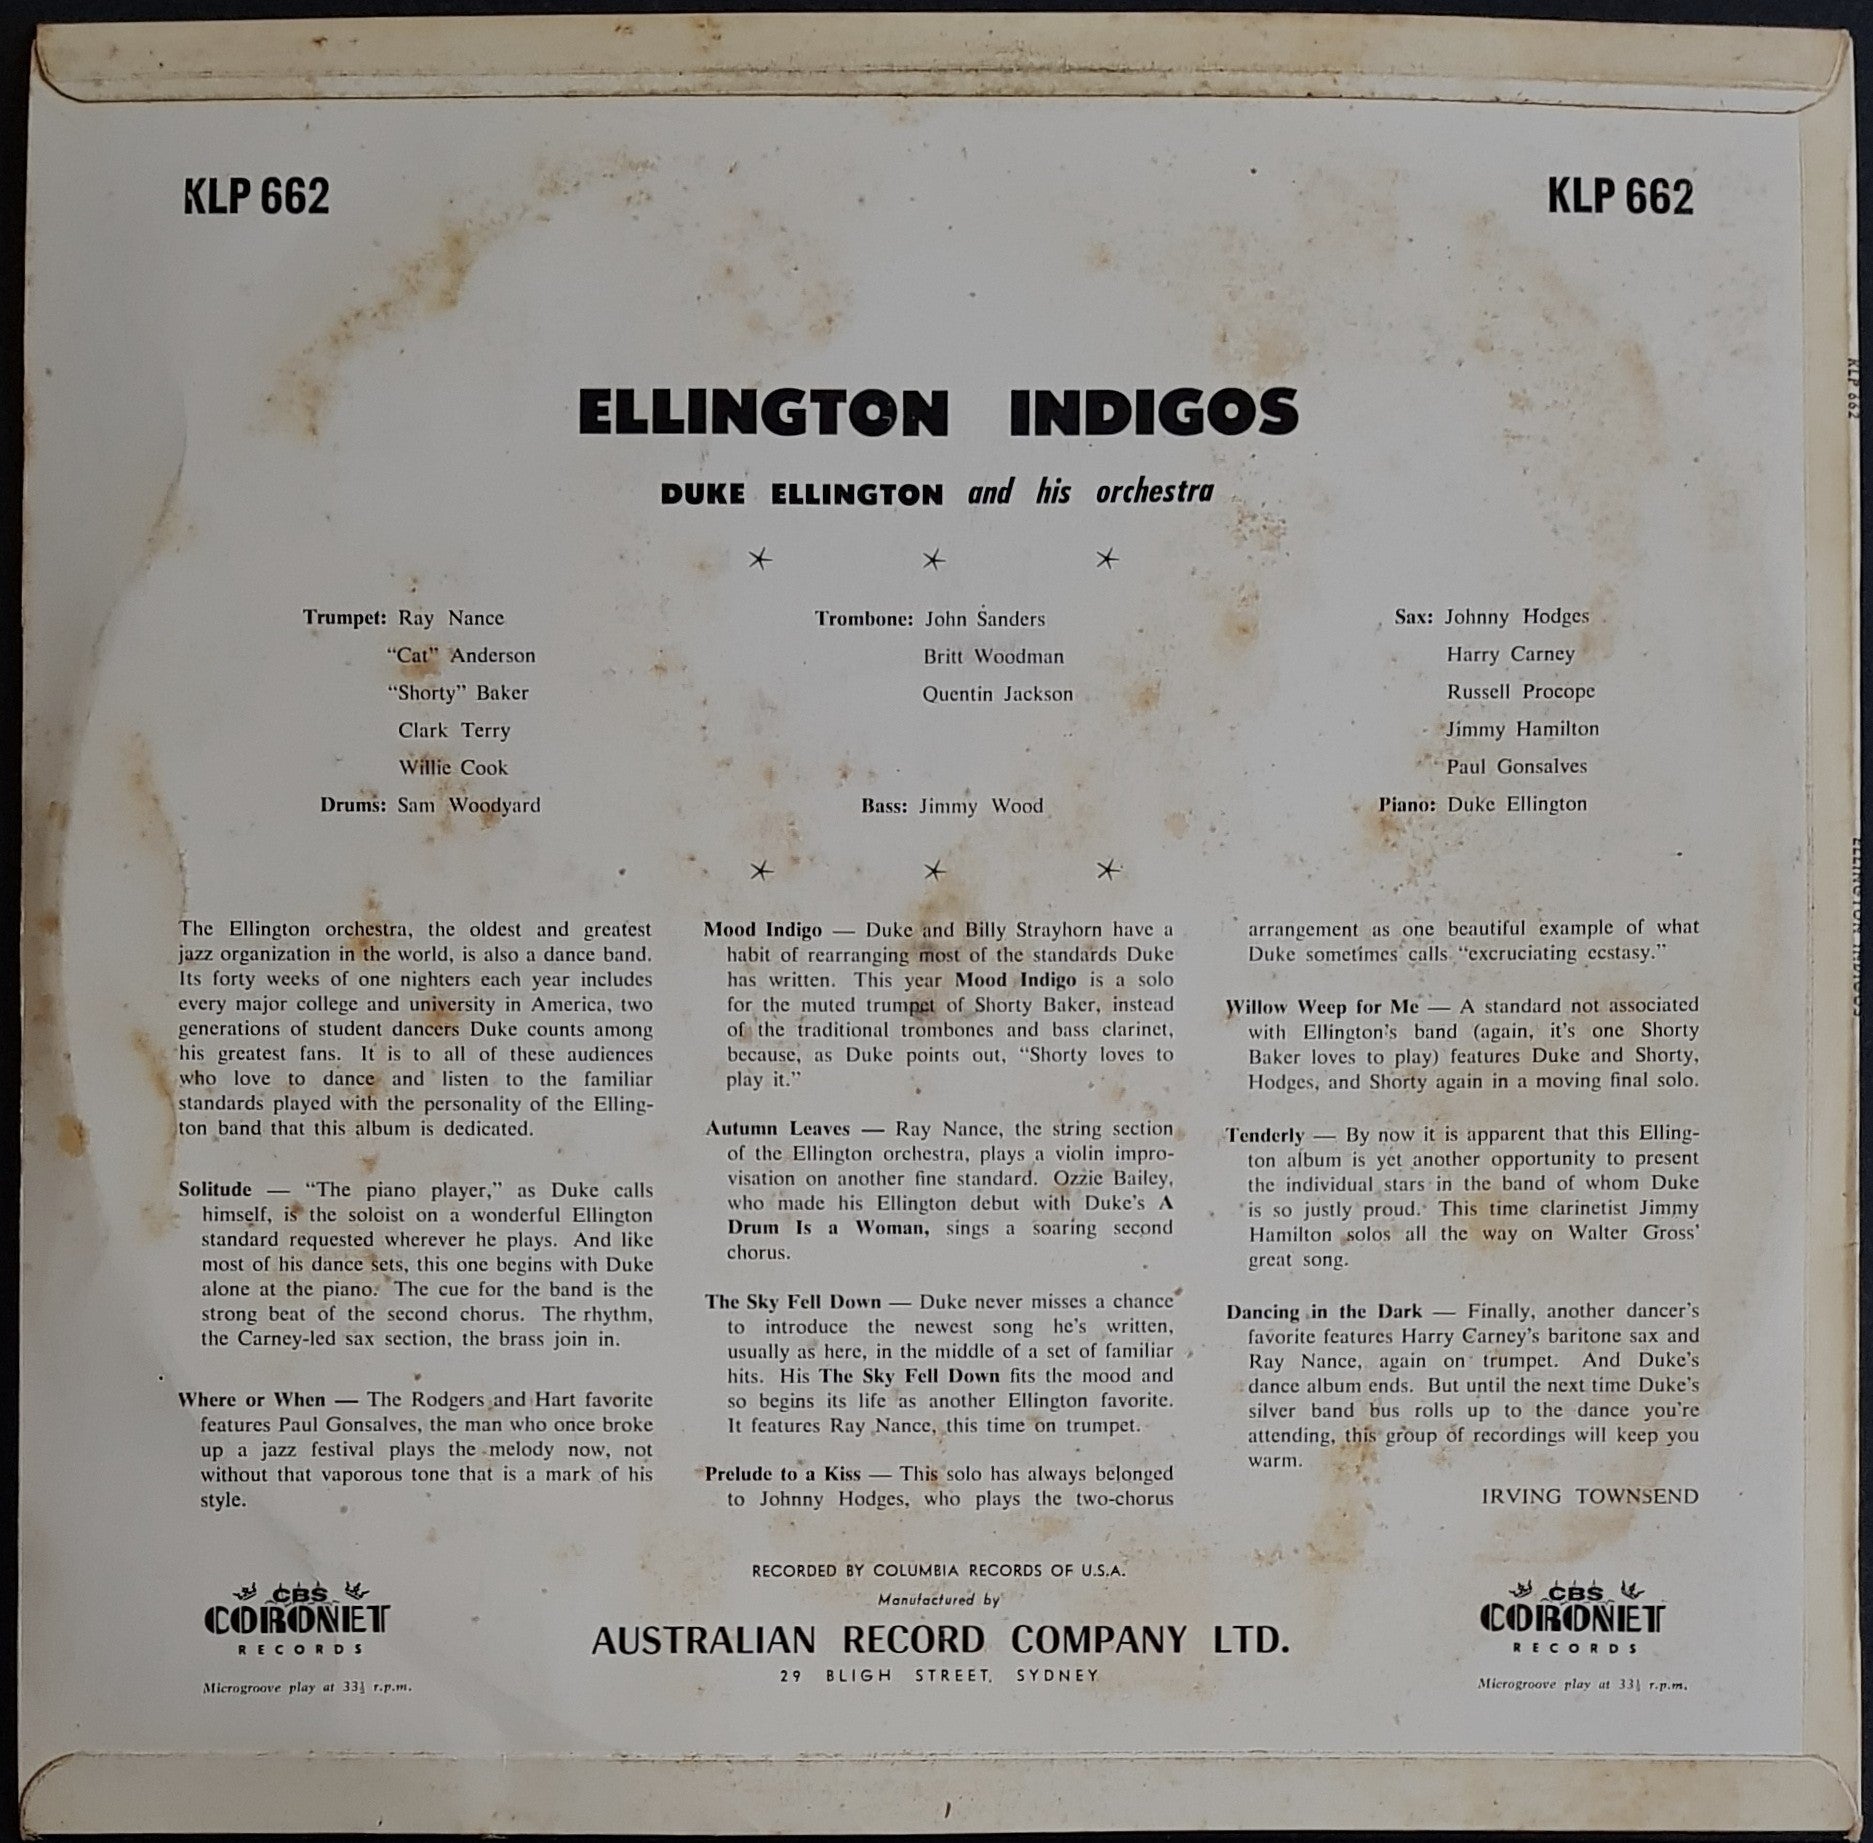 KLP 662
KLP 662
ELLINGTON INDIGOS
DUKE ELLINGTON and his orchestra
Trumpet: Ray Nance
"Cat" Anderson
"Shorty" Baker
Clark Terry
Willie Cook
Drums: Sam Woodyard
Trombone: John Sanders
Britt Woodman
Quentin Jackson
Bass: Jimmy Wood
Sax: Johnny Hodges
Harry Carney
Russell Procope
Jimmy Hamilton
Paul Gonsalves
Piano: Duke Ellington
The Ellington orchestra, the oldest and greatest
jazz organization in the world, is also a dance band.
Its forty weeks of one nighters each year includes
every major college and university in America, two
generations of student dancers Duke counts among
his greatest fans. It is to all of these audiences
who love to dance and listen to the familiar
standards played with the personality of the Elling-
ton band that this album is dedicated.
Solitude — "The piano player," as Duke calls
himself, is the soloist on a wonderful Ellington
standard requested wherever he plays. And like
most of his dance sets, this one begins with Duke
alone at the piano. The cue for the band is the
strong beat of the second chorus. The rhythm,
the Carney-led sax section, the brass join in.
Where or When — The Rodgers and Hart favorite
features Paul Gonsalves, the man who once broke
up a jazz festival plays the melody now, not
without that vaporous tone that is a mark of his
style.
Mood Indigo — Duke and Billy Strayhorn have a
habit of rearranging most of the standards Duke
has written. This year Mood Indigo is a solo
for the muted trumpet of Shorty Baker, instead
of the traditional trombones and bass clarinet,
because, as Duke points out, "Shorty loves to
play it."
Autumn Leaves — Ray Nance, the string section
of the Ellington orchestra, plays a violin impro-
visation on another fine standard. Ozzie Bailey,
who made his Ellington debut with Duke's A
Drum Is a Woman, sings a soaring second
chorus.
The Sky Fell Down — Duke never misses a chance
to introduce the newest song he's written,
usually as here, in the middle of a set of familiar
hits. His The Sky Fell Down fits the mood and
so begins its life as another Ellington favorite.
It features Ray Nance, this time on trumpet.
Prelude to a Kiss — This solo has always belonged
to Johnny Hodges, who plays the two-chorus
arrangement as one beautiful example of what
Duke sometimes calls "excruciating ecstasy."
Willow Weep for Me — A standard not associated
with Ellington's band (again, it's one Shorty
Baker loves to play) features Duke and Shorty,
Hodges, and Shorty again in a moving final solo.
Tenderly — By now it is apparent that this Elling-
ton album is yet another opportunity to present
the individual stars in the band of whom Duke
is so justly proud. This time clarinetist Jimmy
Hamilton solos all the way on Walter Gross'
great song.
Dancing in the Dark — Finally, another dancer's
favorite features Harry Carney's baritone sax and
Ray Nance, again on trumpet. And Duke's
dance album ends. But until the next time Duke's
silver band bus rolls up to the dance you're
attending, this group of recordings will keep you
warm.
IRVING TOWNSEND
CBS
CORONET
RECORDS
Microgroove play at 33⅓ r.p.m.
RECORDED BY COLUMBIA RECORDS OF U.S.A.
Manufactured by
AUSTRALIAN RECORD COMPANY LTD.
29 BLIGH STREET, SYDNEY
CBS
CORONET
RECORDS
Microgroove play at 33⅓ r.p.m.
KLP 662
ELLINGTON INDIGOS